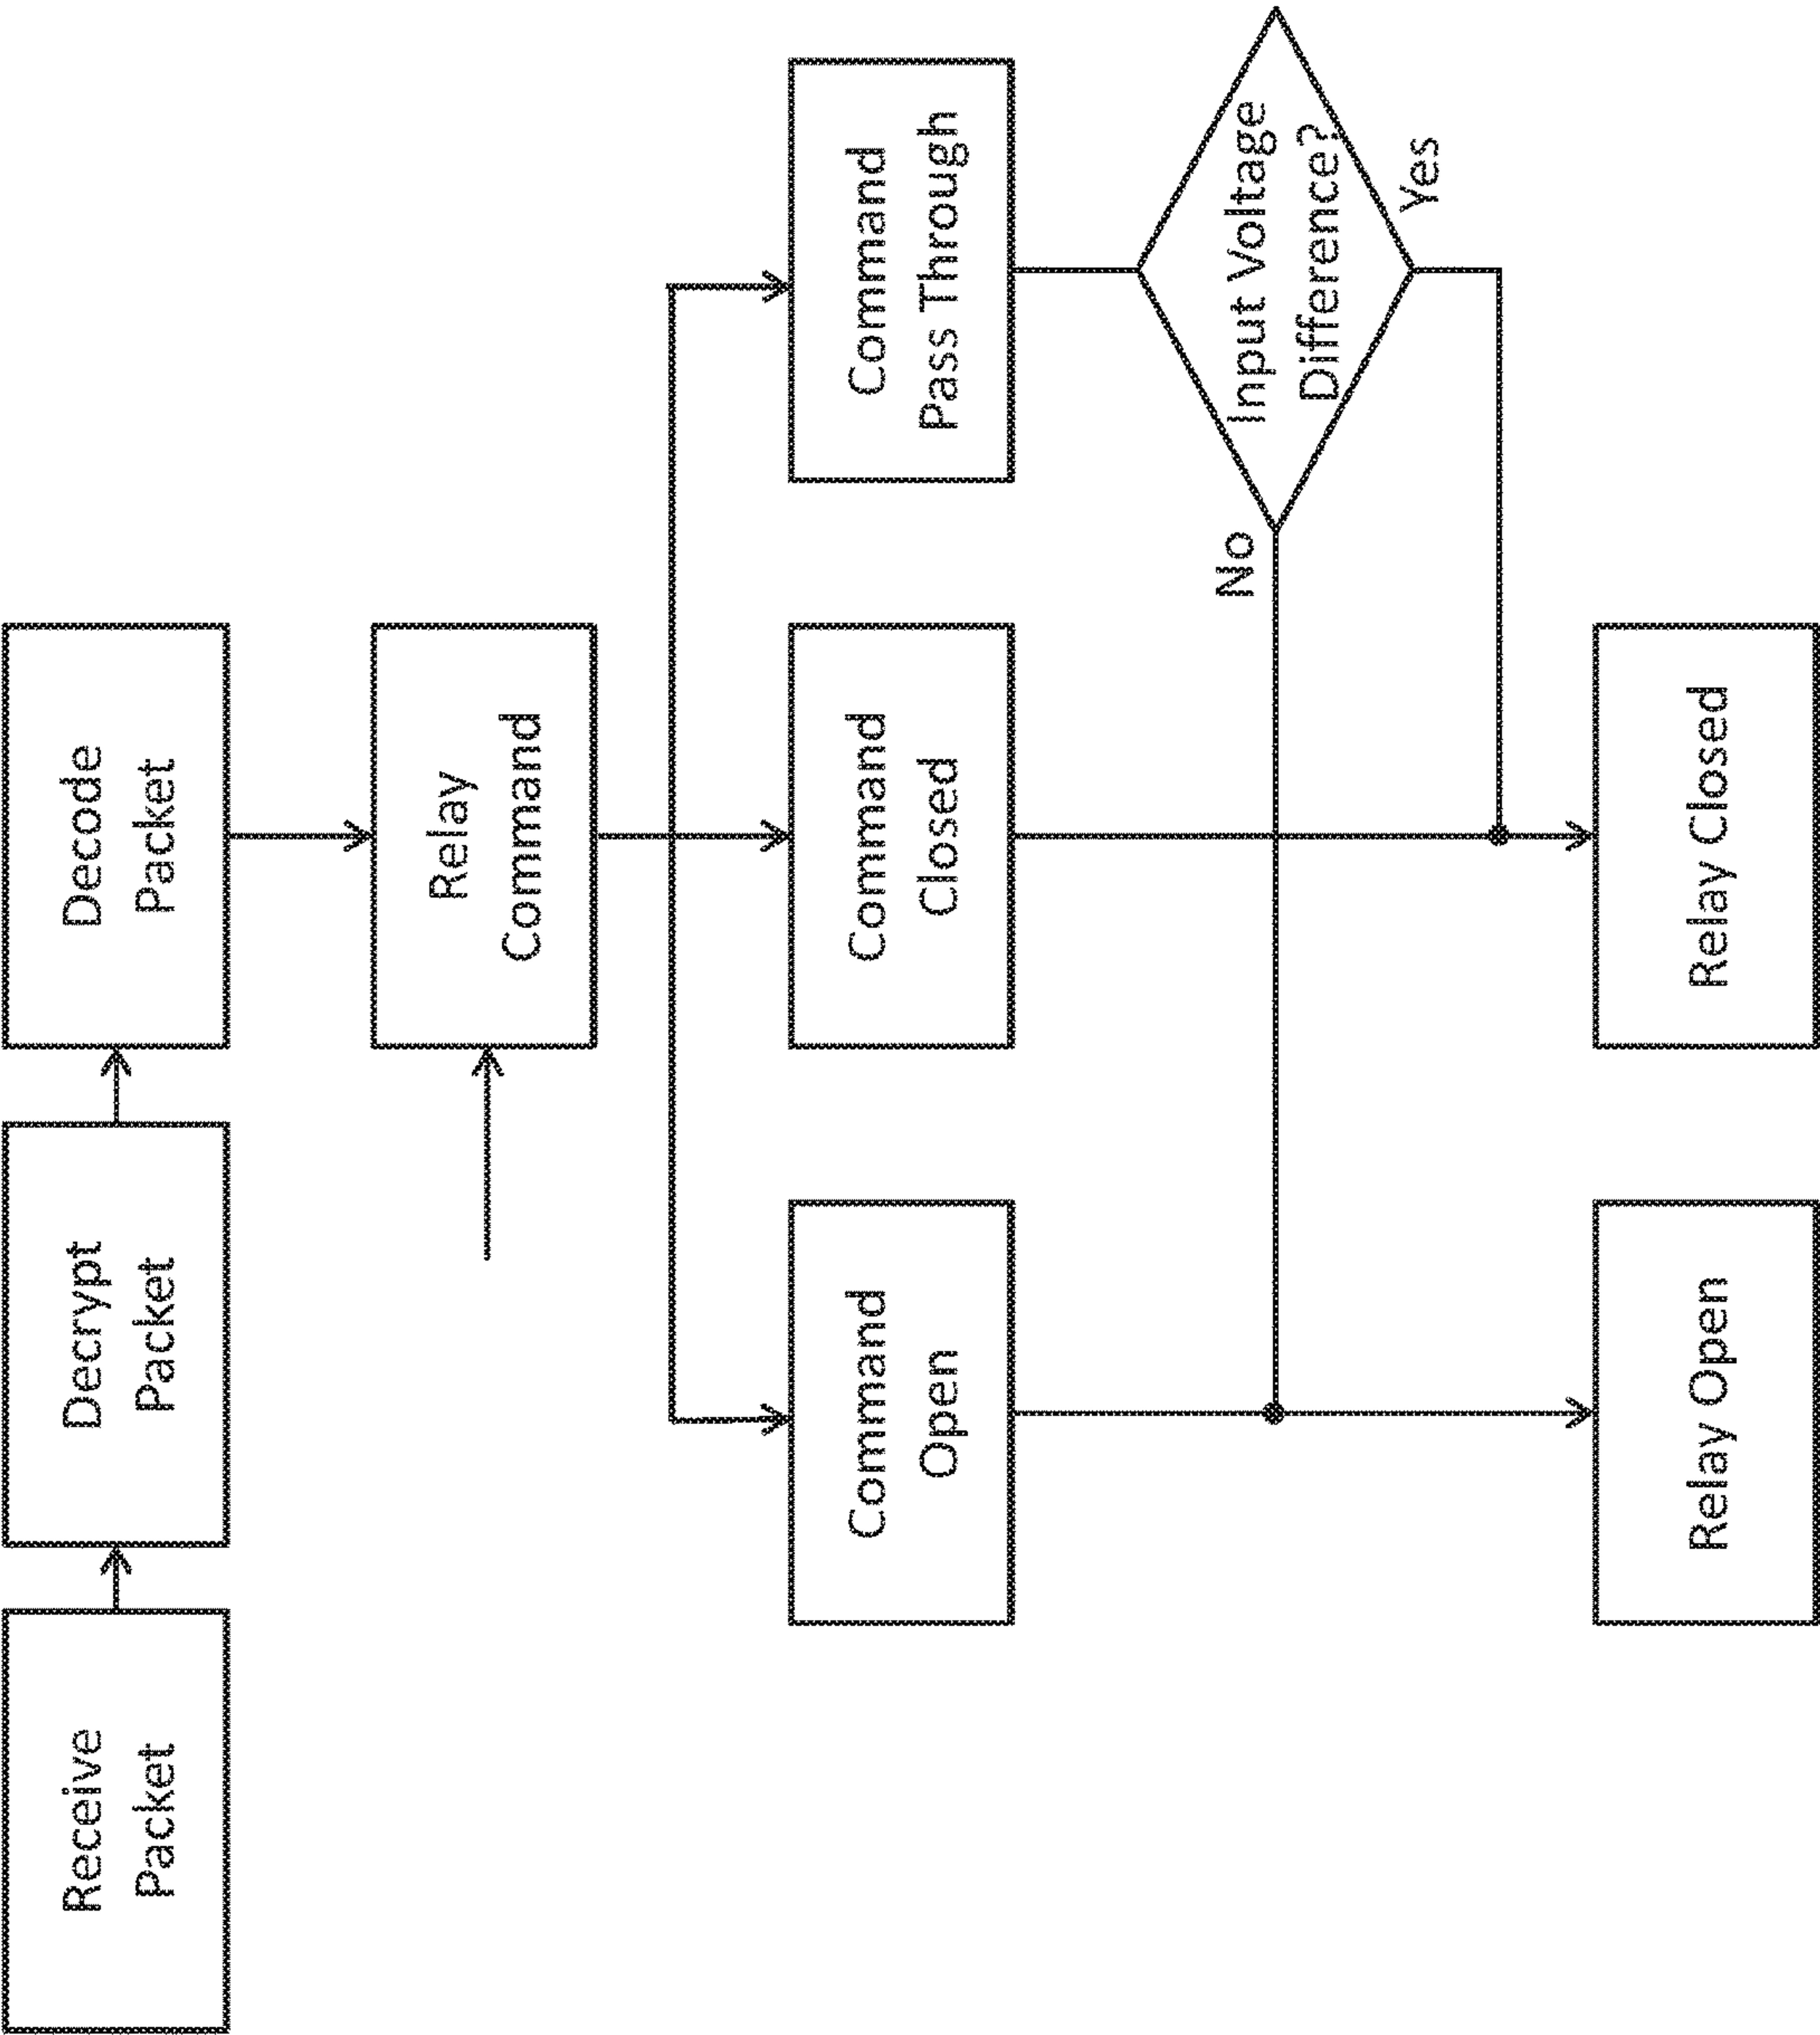 Receive
Packet
Decrypt
Packet
Decode
Packet
Relay
Command
Command
Open
Command
Closed
Command
Pass Through
Input Voltage
Difference?
No
Yes
Relay Open
Relay Closed